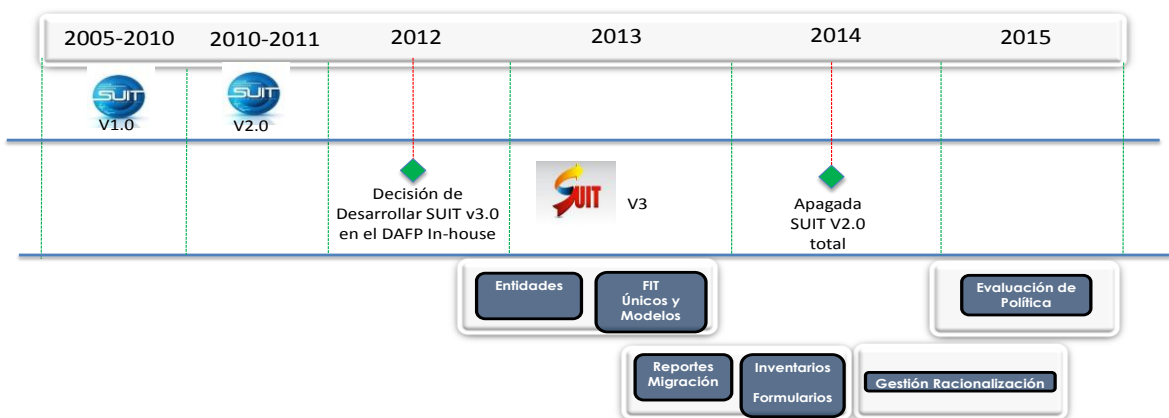 2005-2010
2010-2011
2012
2013
2014
2015
SUIT
V1.0
SUIT
V2.0
Decisión de
Desarrollar SUIT v3.0
en el DAFP In-house
SUIT
V3
Apagada
SUIT V2.0
total
Entidades
FIT
Únicos y
Modelos
Evaluación de
Política
Reportes
Migración
Inventarios
Formularios
Gestión Racionalización